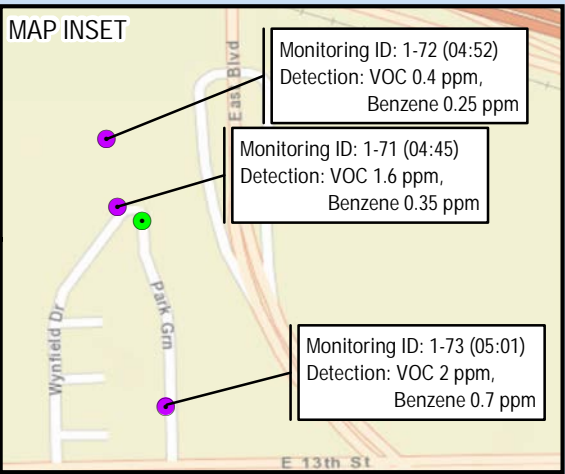 MAP INSET
Monitoring ID: 1-72 (04:52)
Detection: VOC 0.4 ppm,
Benzene 0.25 ppm
East Blvd
Monitoring ID: 1-71 (04:45)
Detection: VOC 1.6 ppm,
Benzene 0.35 ppm
Wynfield Dr
Park Grn
Monitoring ID: 1-73 (05:01)
Detection: VOC 2 ppm,
Benzene 0.7 ppm
E 13th St